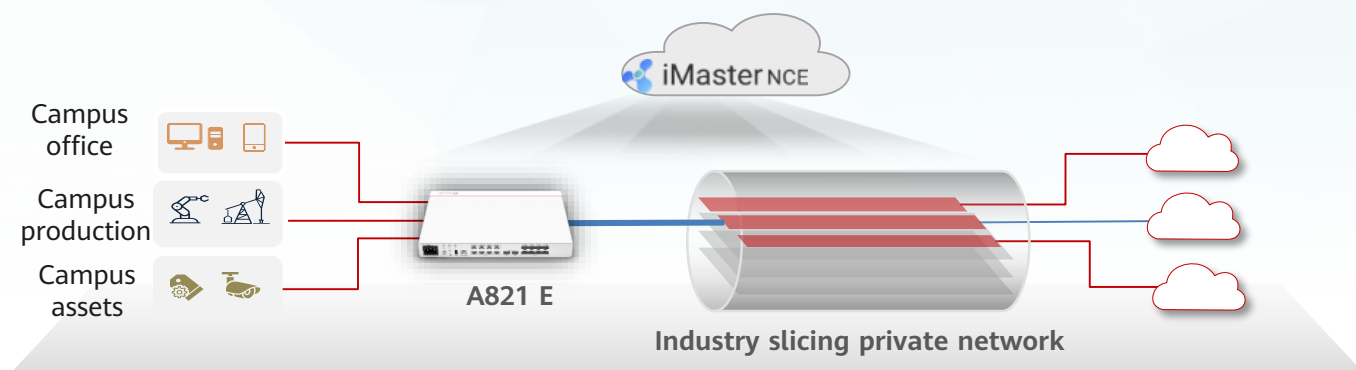 iMaster NCE
Campus
office
Campus
production
Campus
assets
A821 E
Industry slicing private network